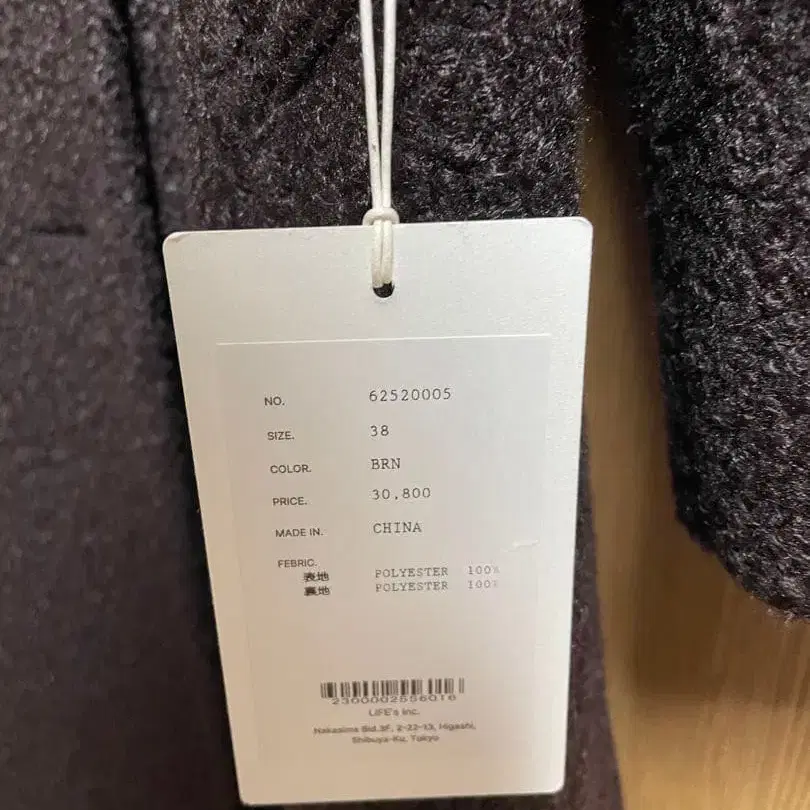 NO. 62520005
SIZE. 38
COLOR. BRN
PRICE. 30,800
MADE IN. CHINA
FEBRIC.
表地 POLYESTER 100%
裏地 POLYESTER 100%
2300002556016
LIFE's Inc.
Nakasima Bld.3F, 2-22-13, Higashi,
Shibuya-Ku, Tokyo